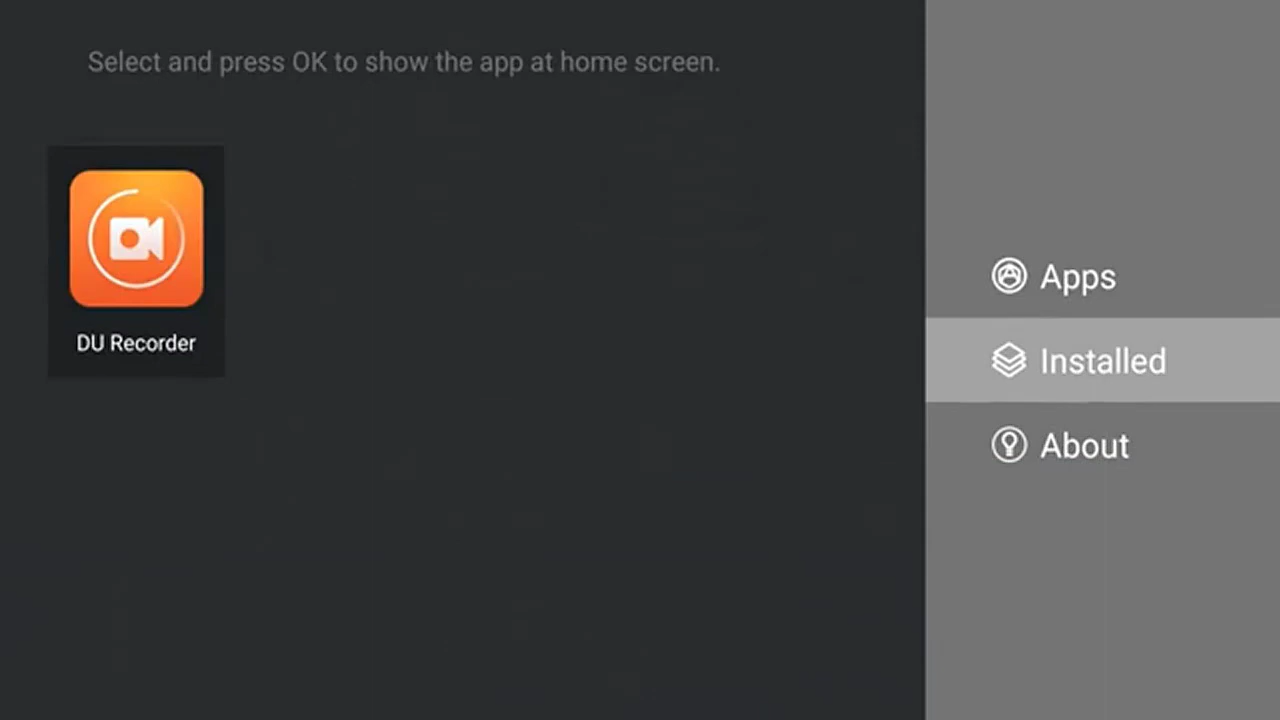 Select and press OK to show the app at home screen.
DU Recorder
Apps
Installed
About